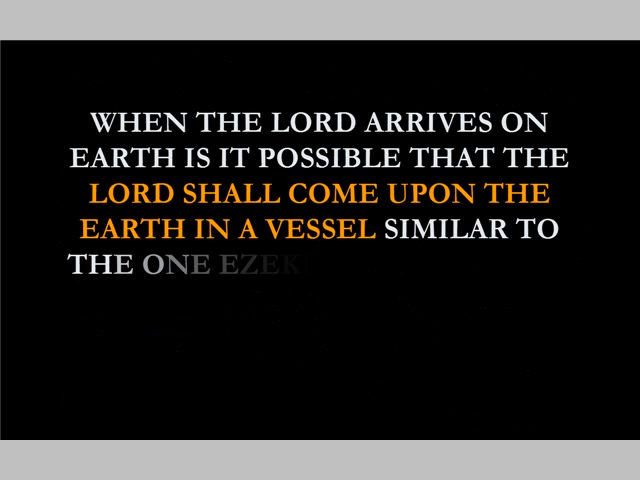 WHEN THE LORD ARRIVES ON
EARTH IS IT POSSIBLE THAT THE
LORD SHALL COME UPON THE
EARTH IN A VESSEL SIMILAR TO
THE ONE